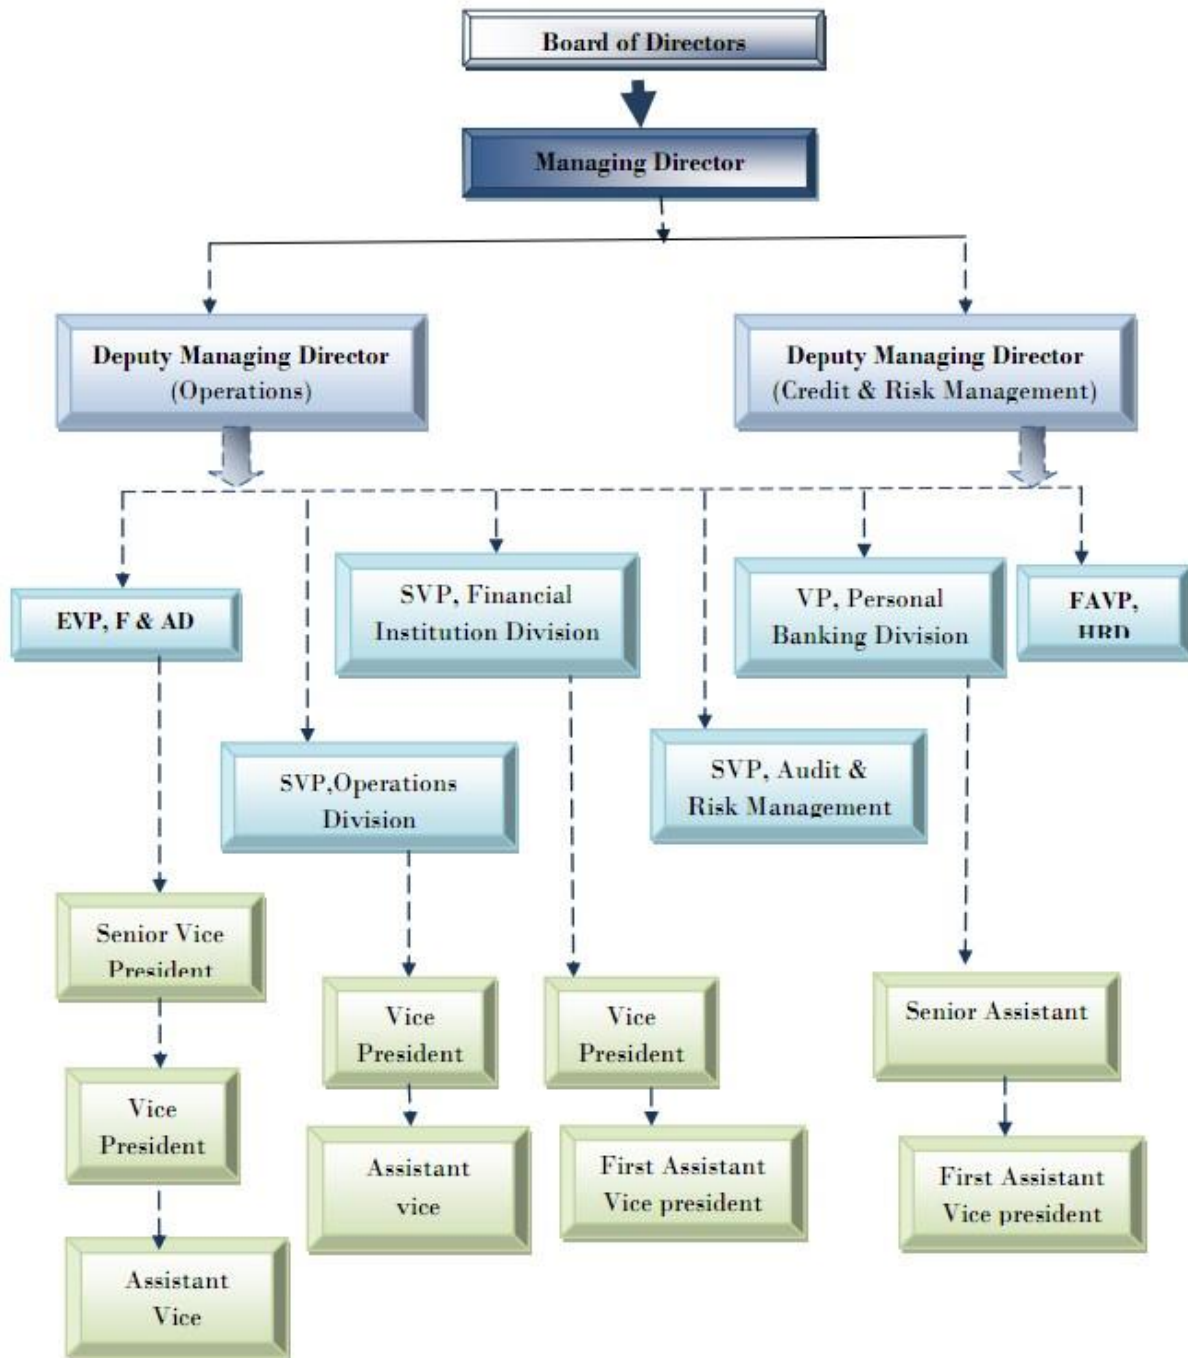 Board of Directors
Managing Director
Deputy Managing Director
(Operations)
Deputy Managing Director
(Credit & Risk Management)
EVP, F & AD
SVP, Financial
Institution Division
VP, Personal
Banking Division
FAVP,
HRD
SVP,Operations
Division
SVP, Audit &
Risk Management
Senior Vice
President
Vice
President
Vice
President
Senior Assistant
Vice
President
Assistant
vice
First Assistant
Vice president
First Assistant
Vice president
Assistant
Vice